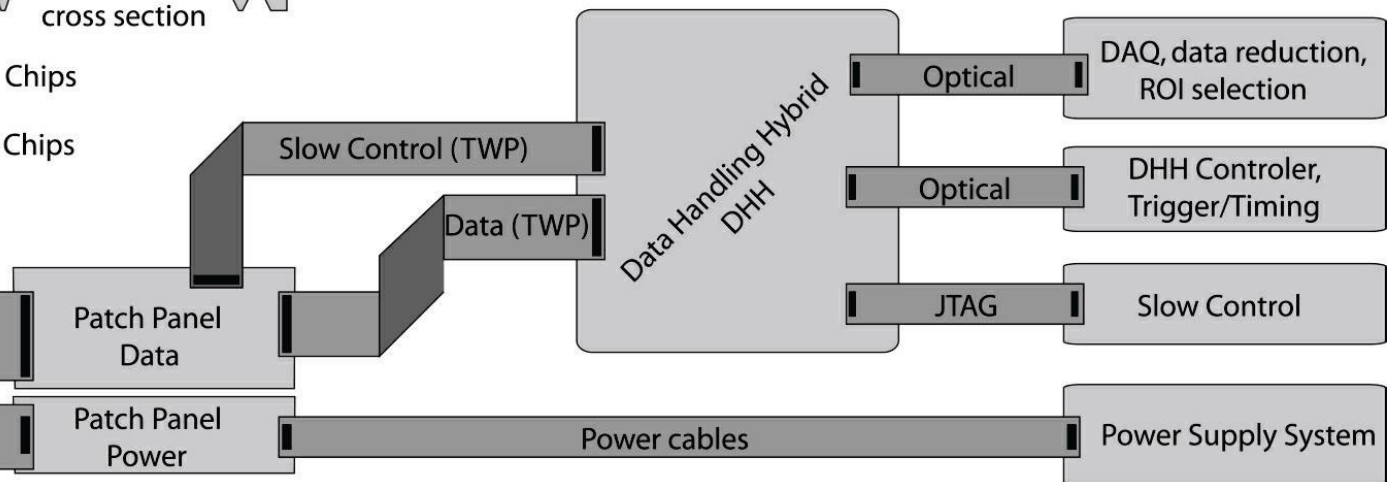 cross section
Chips
Chips
Slow Control (TWP)
Data (TWP)
Data Handling Hybrid
DHH
Optical
DAQ, data reduction,
ROI selection
Optical
DHH Controler,
Trigger/Timing
JTAG
Slow Control
Patch Panel
Data
Patch Panel
Power
Power cables
Power Supply System